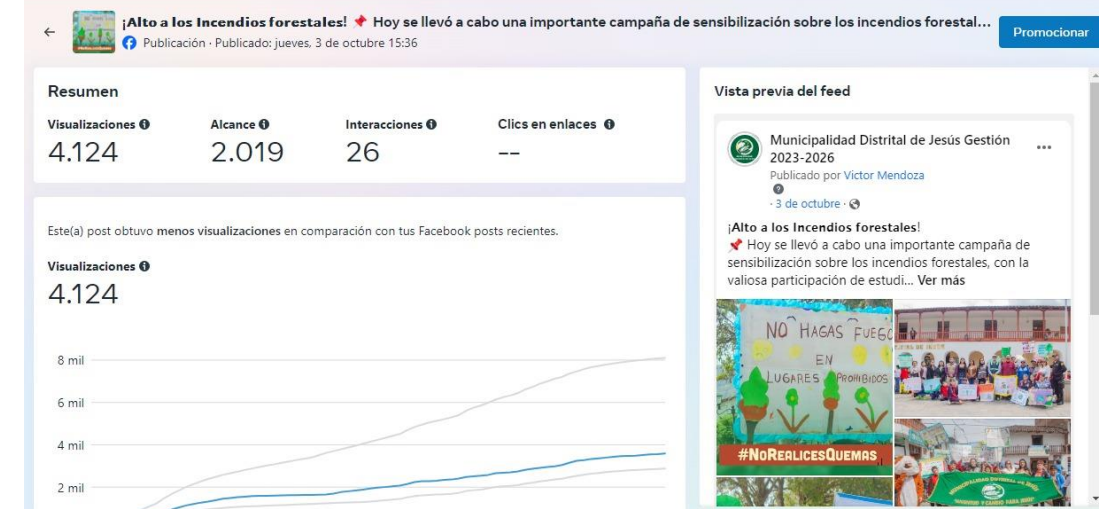 ¡Alto a los Incendios forestales! 📌 Hoy se llevó a cabo una importante campaña de sensibilización sobre los incendios forestal...
Publicación · Publicado: jueves, 3 de octubre 15:36
Promocionar
Resumen
Visualizaciones
Alcance
Interacciones
Clics en enlaces
4.124
2.019
26
--
Este(a) post obtuvo menos visualizaciones en comparación con tus Facebook posts recientes.
Visualizaciones
4.124
8 mil
6 mil
4 mil
2 mil
Vista previa del feed
Municipalidad Distrital de Jesús Gestión
2023-2026
Publicado por Victor Mendoza
· 3 de octubre ·
¡Alto a los Incendios forestales!
📌 Hoy se llevó a cabo una importante campaña de
sensibilización sobre los incendios forestales, con la
valiosa participación de estudi... Ver más
NO HAGAS FUEGO
EN
LUGARES PROHIBIDOS
#NoRealicesQuemas
MUNICIPALIDAD DISTRITAL DE JESÚS